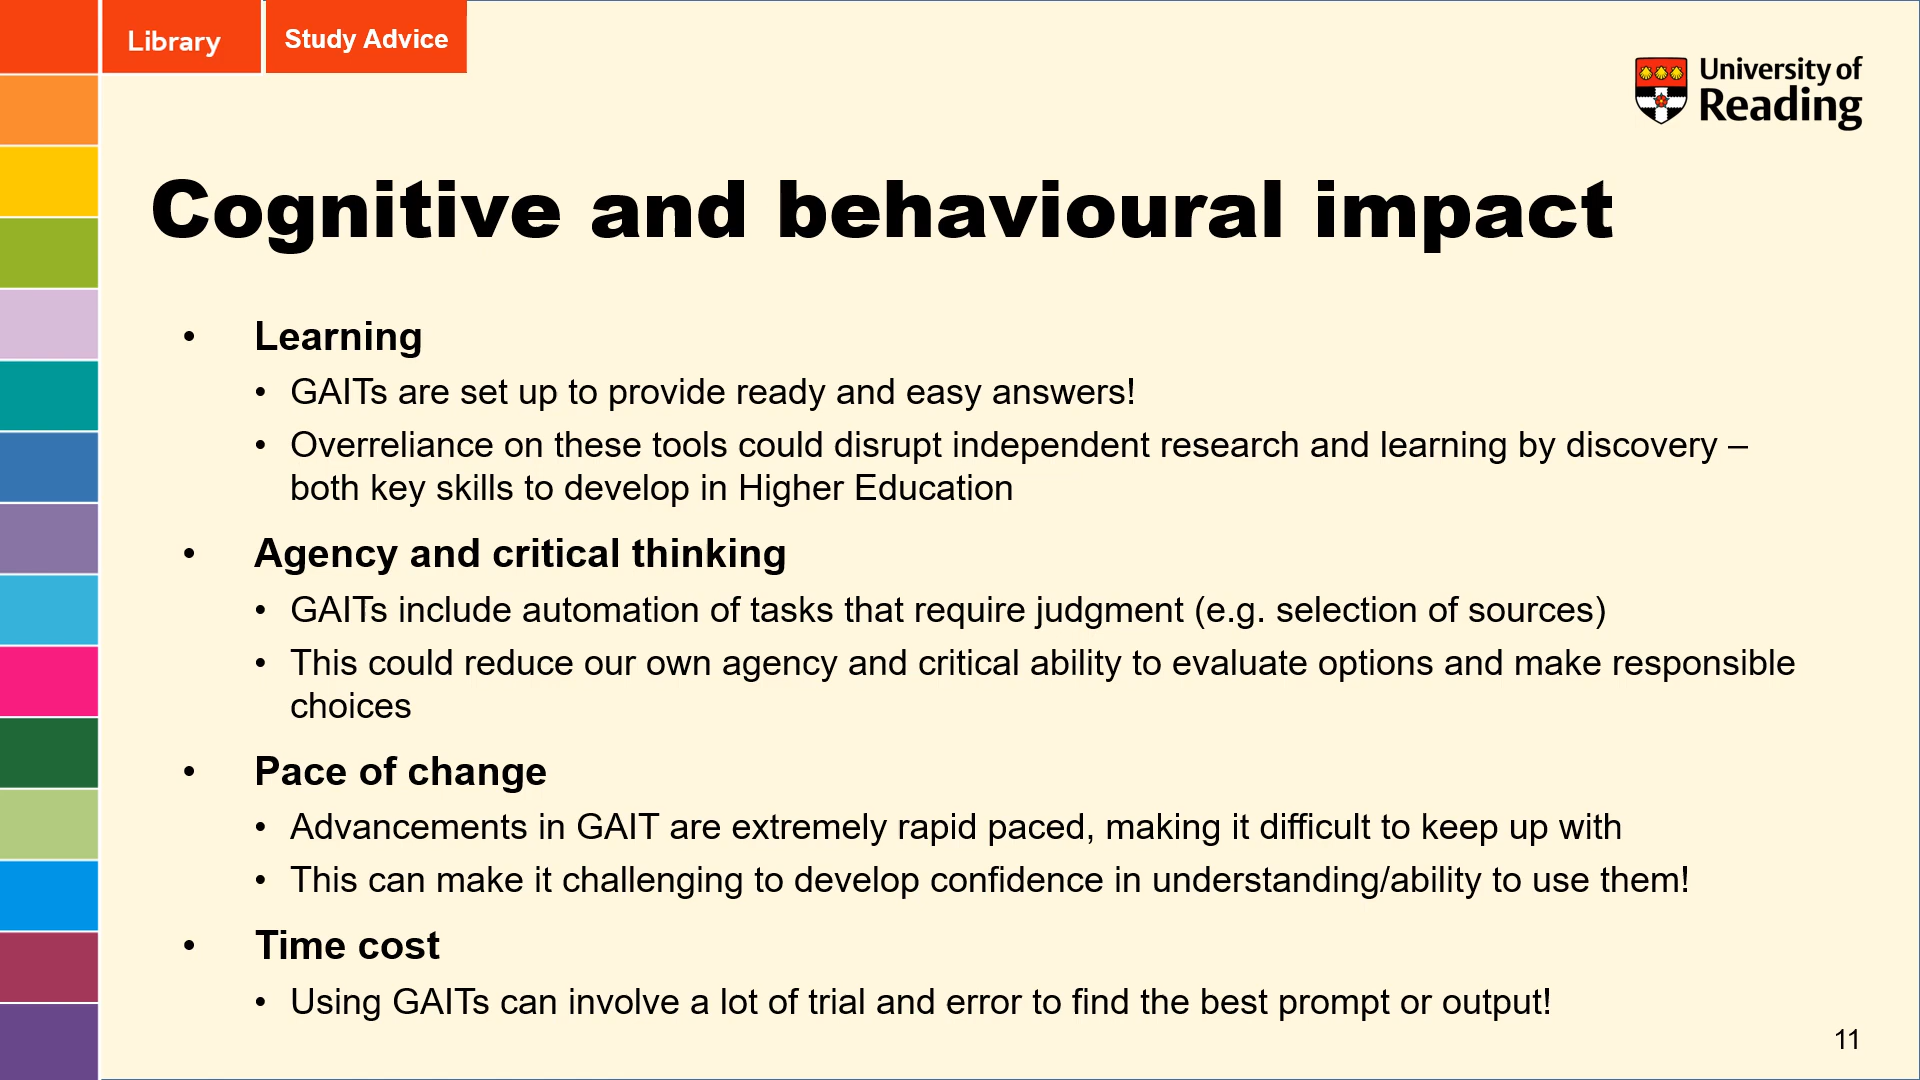 Library
Study Advice
University of
Reading
Cognitive and behavioural impact
• Learning
• GAITs are set up to provide ready and easy answers!
• Overreliance on these tools could disrupt independent research and learning by discovery –
both key skills to develop in Higher Education
• Agency and critical thinking
• GAITs include automation of tasks that require judgment (e.g. selection of sources)
• This could reduce our own agency and critical ability to evaluate options and make responsible
choices
• Pace of change
• Advancements in GAIT are extremely rapid paced, making it difficult to keep up with
• This can make it challenging to develop confidence in understanding/ability to use them!
• Time cost
• Using GAITs can involve a lot of trial and error to find the best prompt or output!
11